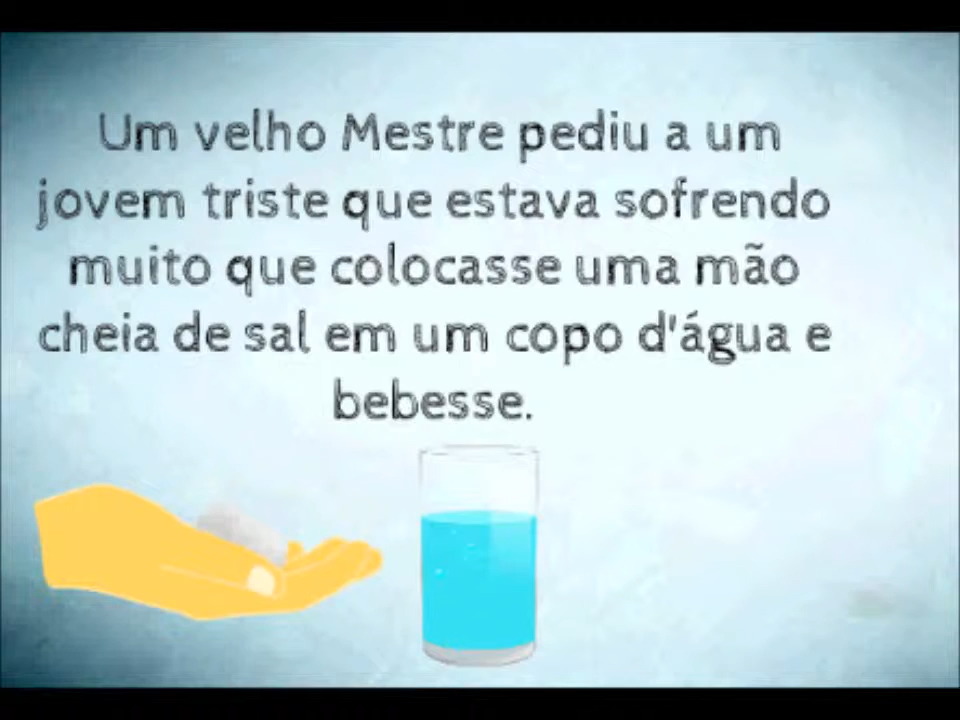 Um velho Mestre pediu a um
jovem triste que estava sofrendo
muito que colocasse uma mão
cheia de sal em um copo d'água e
bebesse.